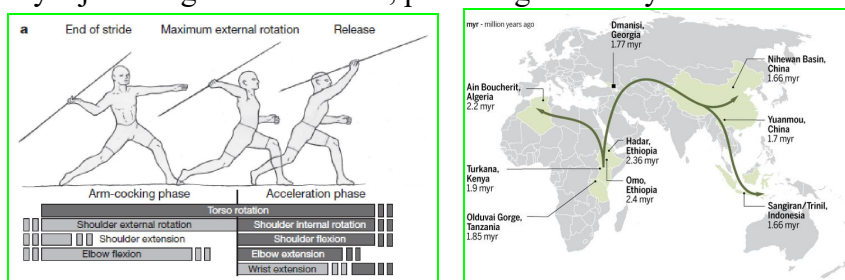 a End of stride Maximum external rotation Release
Arm-cocking phase Acceleration phase
Torso rotation
Shoulder external rotation Shoulder internal rotation
Shoulder extension Shoulder flexion
Elbow flexion Elbow extension
Wrist extension
myr - million years ago
Dmanisi,
Georgia
1.77 myr
Nihewan Basin,
China
1.66 myr
Ain Boucherit,
Algeria
2.2 myr
Yuanmou,
China
1.7 myr
Hadar,
Ethiopia
2.36 myr
Turkana,
Kenya
1.9 myr
Omo,
Ethiopia
2.4 myr
Olduvai Gorge,
Tanzania
1.85 myr
Sangiran/Trinil,
Indonesia
1.66 myr